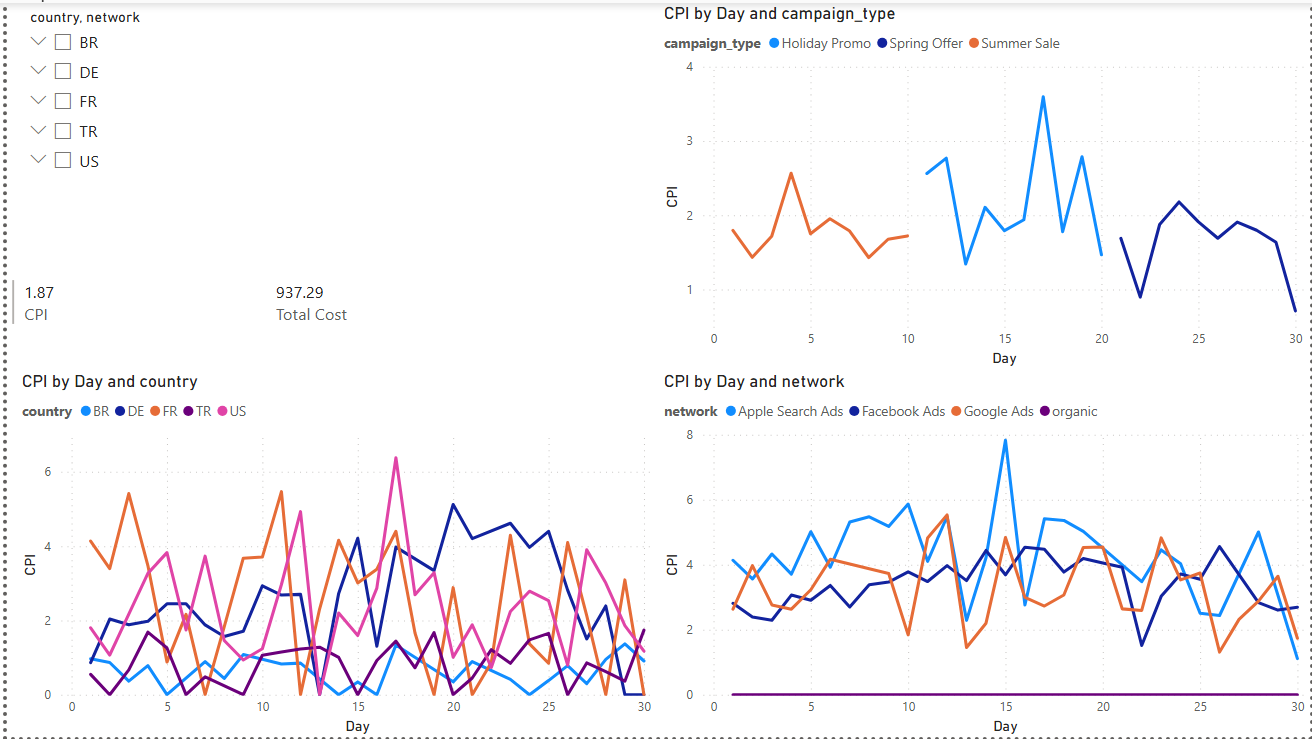 country, network
BR
DE
FR
TR
US
1.87
CPI
937.29
Total Cost
CPI by Day and campaign_type
campaign_type Holiday Promo Spring Offer Summer Sale
4
3
2
1
CPI
0 5 10 15 20 25 30
Day
CPI by Day and country
country BR DE FR TR US
6
4
2
0
CPI
0 5 10 15 20 25 30
Day
CPI by Day and network
network Apple Search Ads Facebook Ads Google Ads organic
8
6
4
2
0
CPI
0 5 10 15 20 25 30
Day